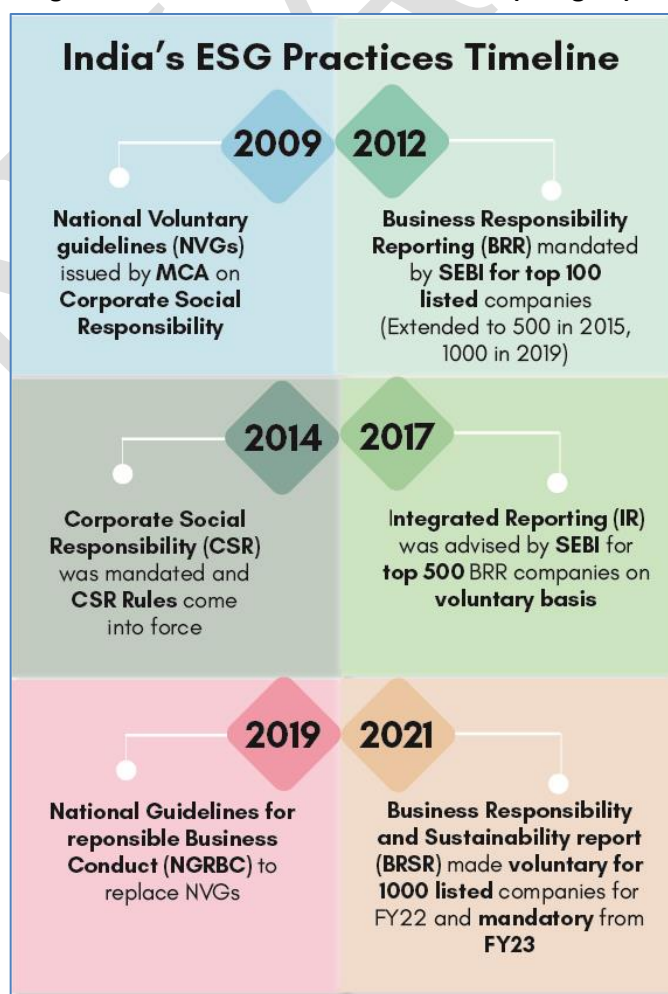 India's ESG Practices Timeline
2009
National Voluntary
guidelines (NVGs)
issued by MCA on
Corporate Social
Responsibility
2012
Business Responsibility
Reporting (BRR) mandated
by SEBI for top 100
listed companies
(Extended to 500 in 2015,
1000 in 2019)
2014
Corporate Social
Responsibility (CSR)
was mandated and
CSR Rules come
into force
2017
Integrated Reporting (IR)
was advised by SEBI for
top 500 BRR companies on
voluntary basis
2019
National Guidelines for
reponsible Business
Conduct (NGRBC) to
replace NVGs
2021
Business Responsibility
and Sustainability report
(BRSR) made voluntary for
1000 listed companies for
FY22 and mandatory from
FY23